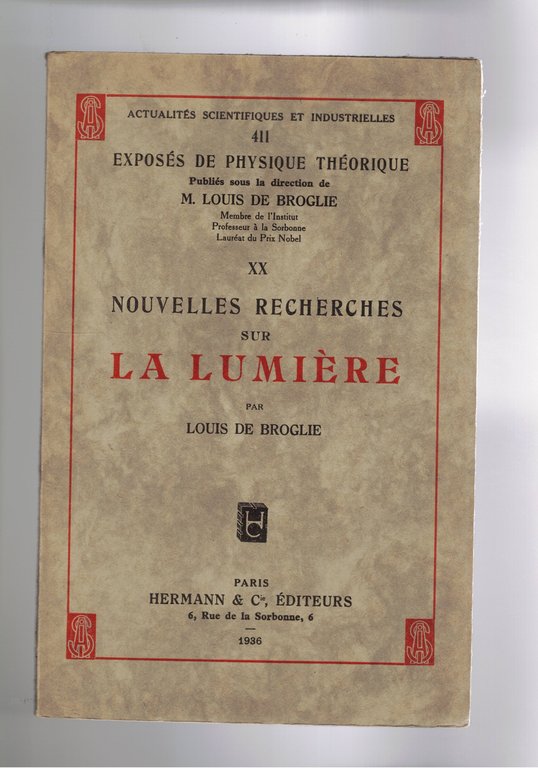 ACTUALITÉS SCIENTIFIQUES ET INDUSTRIELLES
411
EXPOSÉS DE PHYSIQUE THÉORIQUE
Publiés sous la direction de
M. LOUIS DE BROGLIE
Membre de l'Institut
Professeur à la Sorbonne
Lauréat du Prix Nobel
XX
NOUVELLES RECHERCHES
SUR
LA LUMIÈRE
PAR
LOUIS DE BROGLIE
HC
PARIS
HERMANN & Cie, ÉDITEURS
6, Rue de la Sorbonne, 6
1936